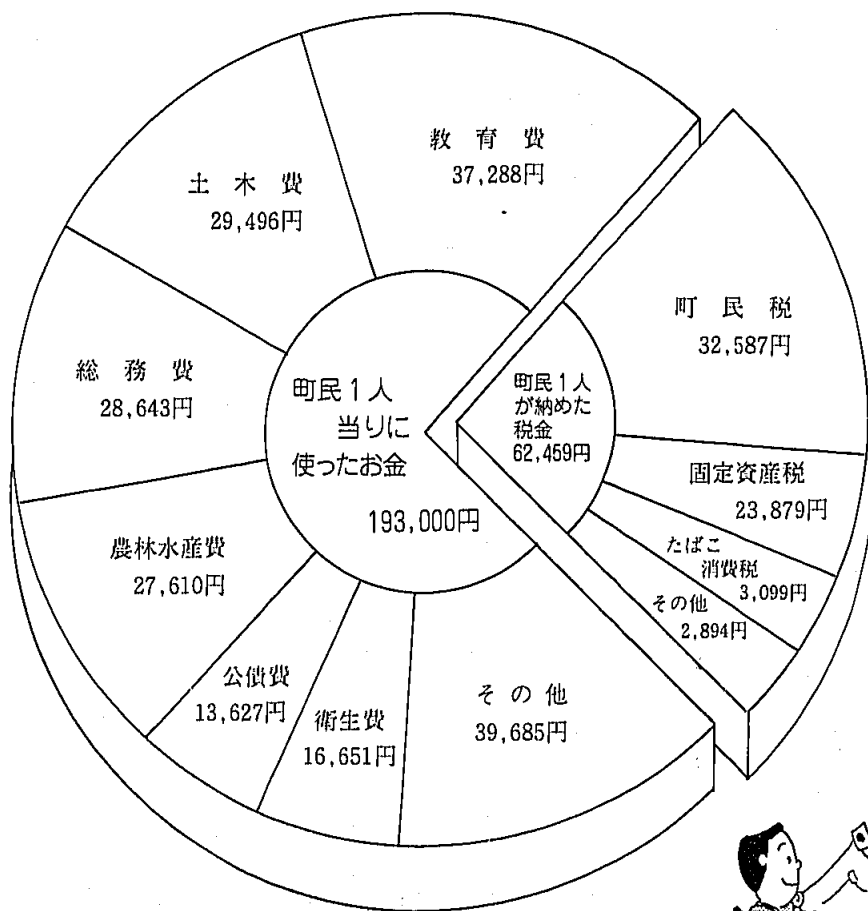 教育費
37,288円
土木費
29,496円
総務費
28,643円
農林水産費
27,610円
公債費
13,627円
衛生費
16,651円
その他
39,685円
町民1人
当りに
使ったお金
193,000円
町民1人
が納めた
税金
62,459円
町民税
32,587円
固定資産税
23,879円
たばこ
消費税
3,099円
その他
2,894円